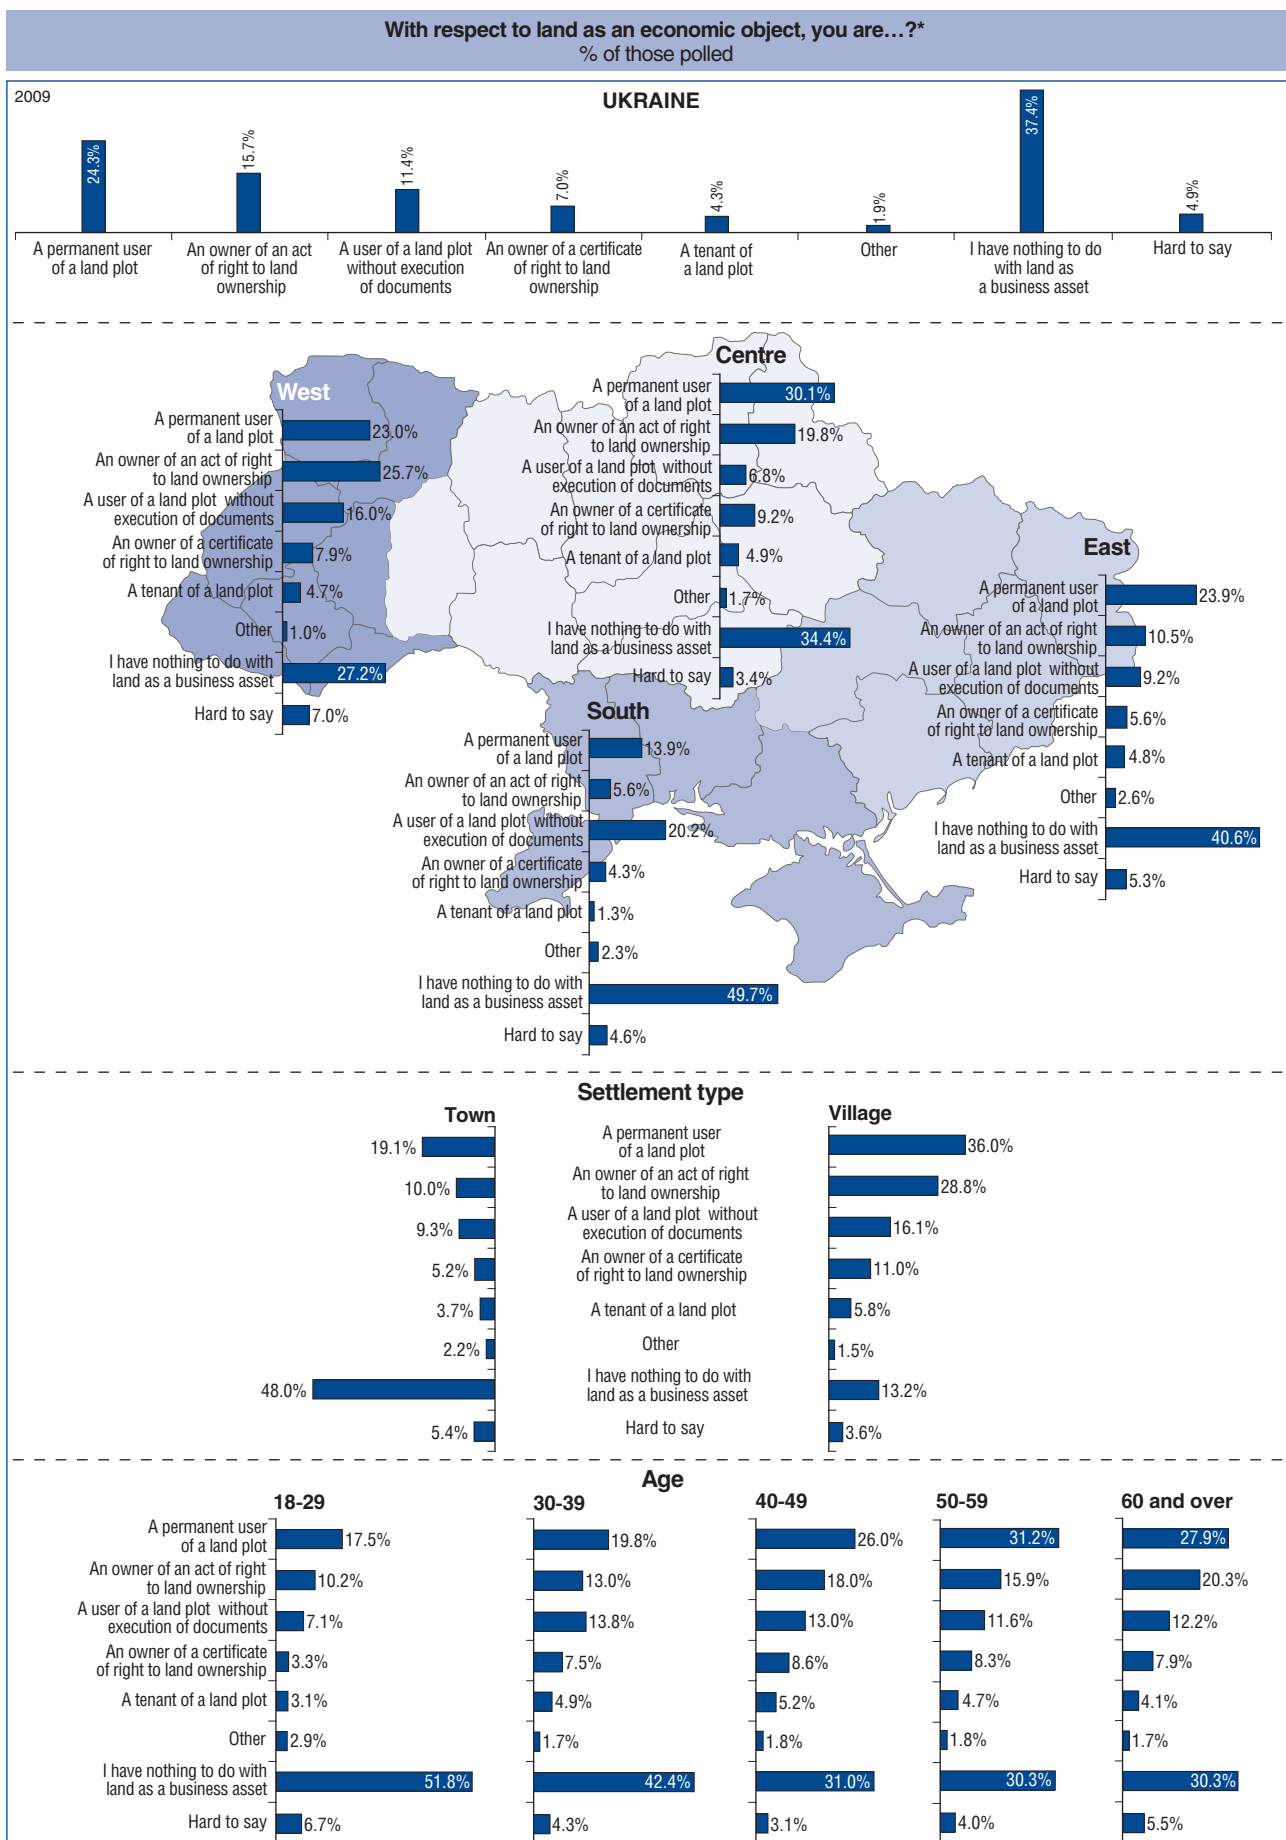 With respect to land as an economic object, you are…?*
% of those polled
2009
UKRAINE
24.3%
15.7%
11.4%
7.0%
4.3%
1.9%
37.4%
4.9%
A permanent user
of a land plot
An owner of an act
of right to land
ownership
A user of a land plot
without execution
of documents
An owner of a certificate
of right to land
ownership
A tenant of
a land plot
Other
I have nothing to do
with land as
a business asset
Hard to say
West
A permanent user
of a land plot
23.0%
An owner of an act of right
to land ownership
25.7%
A user of a land plot without
execution of documents
16.0%
An owner of a certificate
of right to land ownership
7.9%
A tenant of a land plot
4.7%
Other
1.0%
I have nothing to do with
land as a business asset
27.2%
Hard to say
7.0%
Centre
A permanent user
of a land plot
30.1%
An owner of an act of right
to land ownership
19.8%
A user of a land plot without
execution of documents
6.8%
An owner of a certificate
of right to land ownership
9.2%
A tenant of a land plot
4.9%
Other
1.7%
I have nothing to do with
land as a business asset
34.4%
Hard to say
3.4%
East
A permanent user
of a land plot
23.9%
An owner of an act of right
to land ownership
10.5%
A user of a land plot without
execution of documents
9.2%
An owner of a certificate
of right to land ownership
5.6%
A tenant of a land plot
4.8%
Other
2.6%
I have nothing to do with
land as a business asset
40.6%
Hard to say
5.3%
South
A permanent user
of a land plot
13.9%
An owner of an act of right
to land ownership
5.6%
A user of a land plot without
execution of documents
20.2%
An owner of a certificate
of right to land ownership
4.3%
A tenant of a land plot
1.3%
Other
2.3%
I have nothing to do with
land as a business asset
49.7%
Hard to say
4.6%
Settlement type
Town
Village
19.1%
A permanent user
of a land plot
36.0%
10.0%
An owner of an act of right
to land ownership
28.8%
9.3%
A user of a land plot without
execution of documents
16.1%
5.2%
An owner of a certificate
of right to land ownership
11.0%
3.7%
A tenant of a land plot
5.8%
2.2%
Other
1.5%
48.0%
I have nothing to do with
land as a business asset
13.2%
5.4%
Hard to say
3.6%
Age
18-29 30-39 40-49 50-59 60 and over
A permanent user
of a land plot
17.5% 19.8% 26.0% 31.2% 27.9%
An owner of an act of right
to land ownership
10.2% 13.0% 18.0% 15.9% 20.3%
A user of a land plot without
execution of documents
7.1% 13.8% 13.0% 11.6% 12.2%
An owner of a certificate
of right to land ownership
3.3% 7.5% 8.6% 8.3% 7.9%
A tenant of a land plot
3.1% 4.9% 5.2% 4.7% 4.1%
Other
2.9% 1.7% 1.8% 1.8% 1.7%
I have nothing to do with
land as a business asset
51.8% 42.4% 31.0% 30.3% 30.3%
Hard to say
6.7% 4.3% 3.1% 4.0% 5.5%